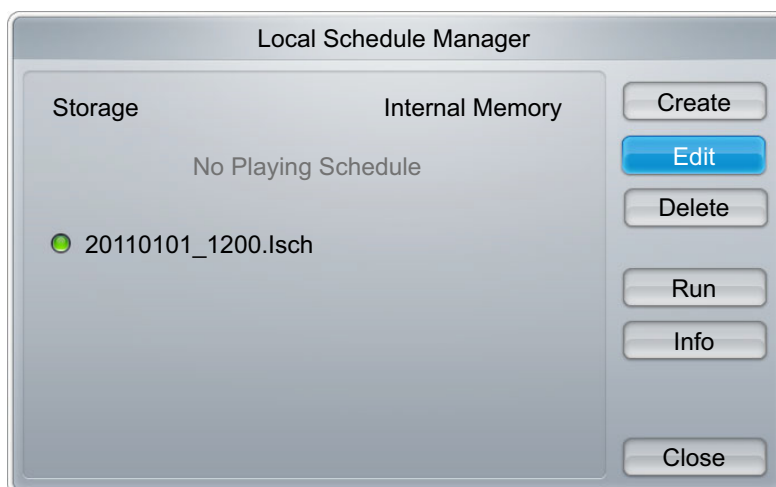 Local Schedule Manager
Storage Internal Memory
No Playing Schedule
20110101_1200.lsch
Create
Edit
Delete
Run
Info
Close